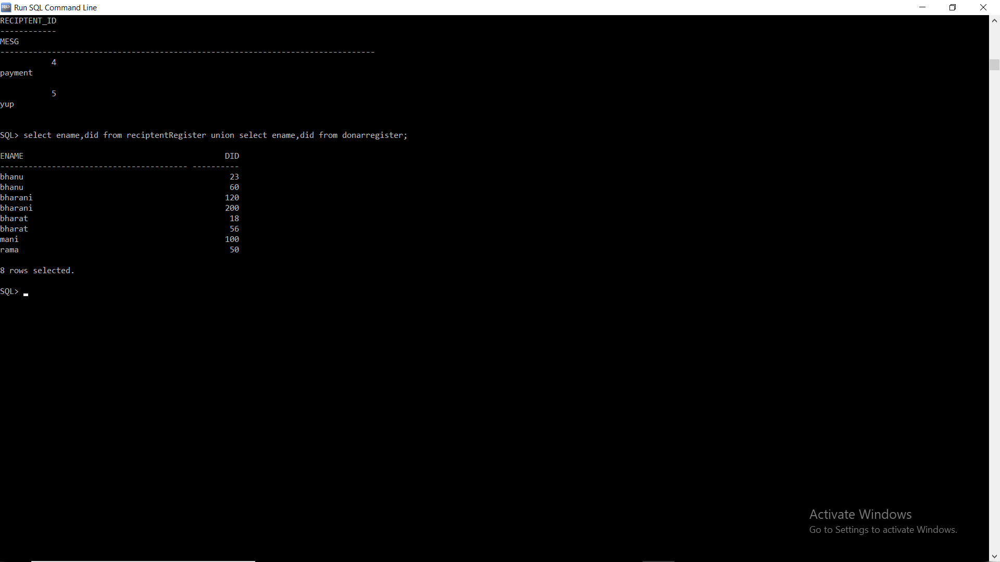 Run SQL Command Line
RECIPTENT_ID
------------
MESG
--------------------------------------------------------------------------------
4
payment
5
yup
SQL> select ename,did from reciptentRegister union select ename,did from donarregister;
ENAME DID
---------------------------------------- ----------
bhanu 23
bhanu 60
bharani 120
bharani 200
bharat 18
bharat 56
mani 100
rama 50
8 rows selected.
SQL>
Activate Windows
Go to Settings to activate Windows.